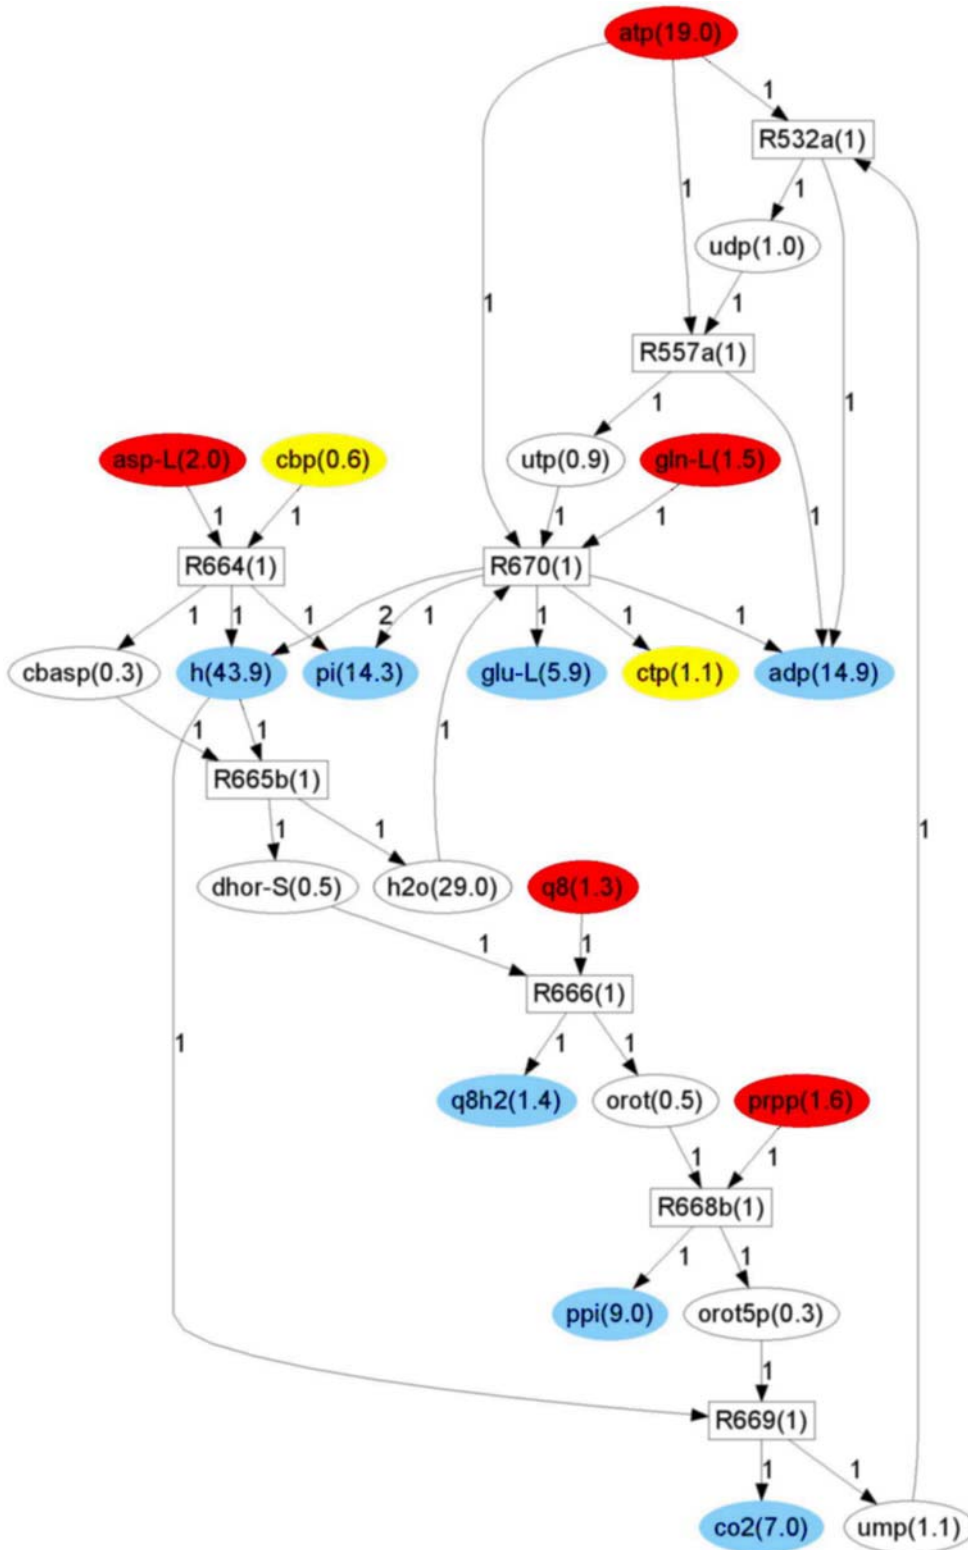 atp(19.0)
1
R532a(1)
1
1
udp(1.0)
1
1
R557a(1)
1
1
asp-L(2.0)
cbp(0.6)
utp(0.9)
gln-L(1.5)
1
1
1
1
1
R664(1)
R670(1)
1
1
1
2
1
1
1
1
cbasp(0.3)
h(43.9)
pi(14.3)
glu-L(5.9)
ctp(1.1)
adp(14.9)
1
1
1
R665b(1)
1
1
1
dhor-S(0.5)
h2o(29.0)
q8(1.3)
1
1
R666(1)
1
1
1
q8h2(1.4)
orot(0.5)
prpp(1.6)
1
1
R668b(1)
1
1
ppi(9.0)
orot5p(0.3)
1
R669(1)
1
1
co2(7.0)
ump(1.1)